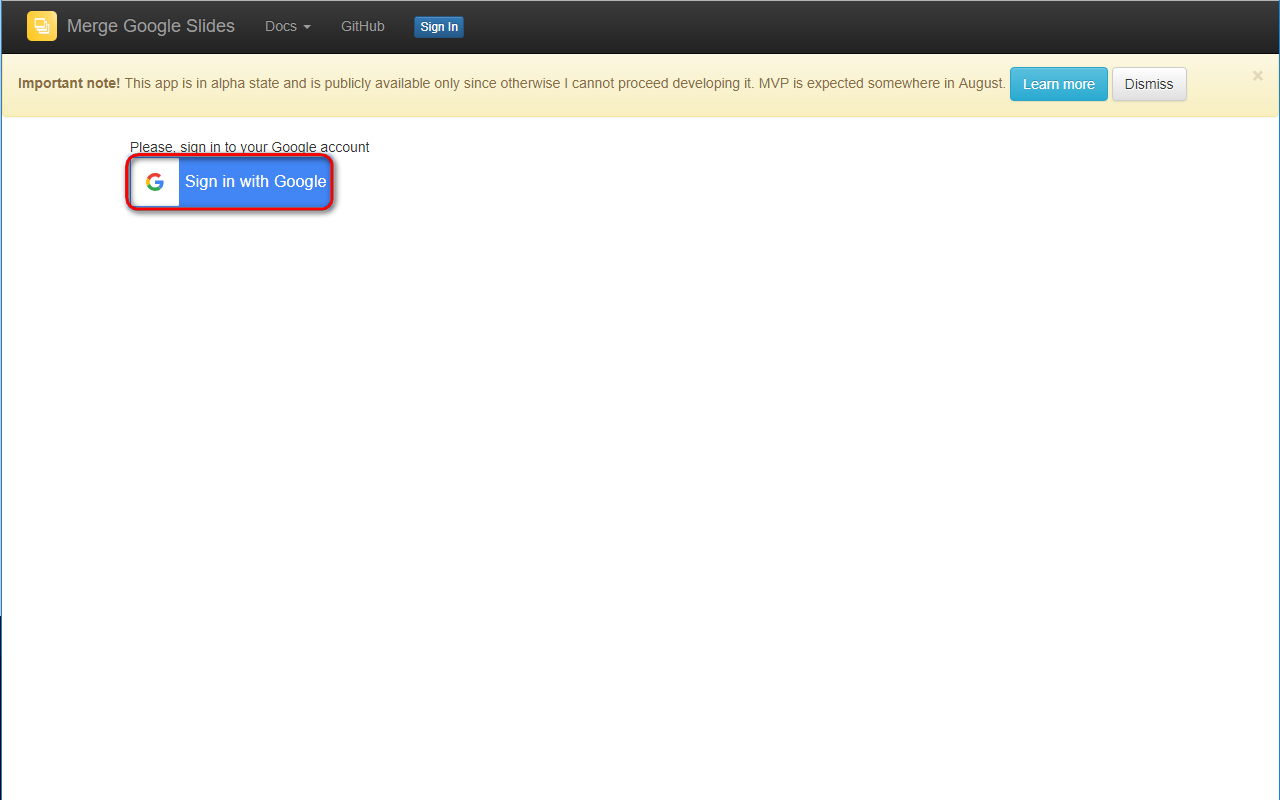 Merge Google Slides Docs GitHub Sign In
Important note! This app is in alpha state and is publicly available only since otherwise I cannot proceed developing it. MVP is expected somewhere in August. Learn more Dismiss ×
Please, sign in to your Google account
Sign in with Google